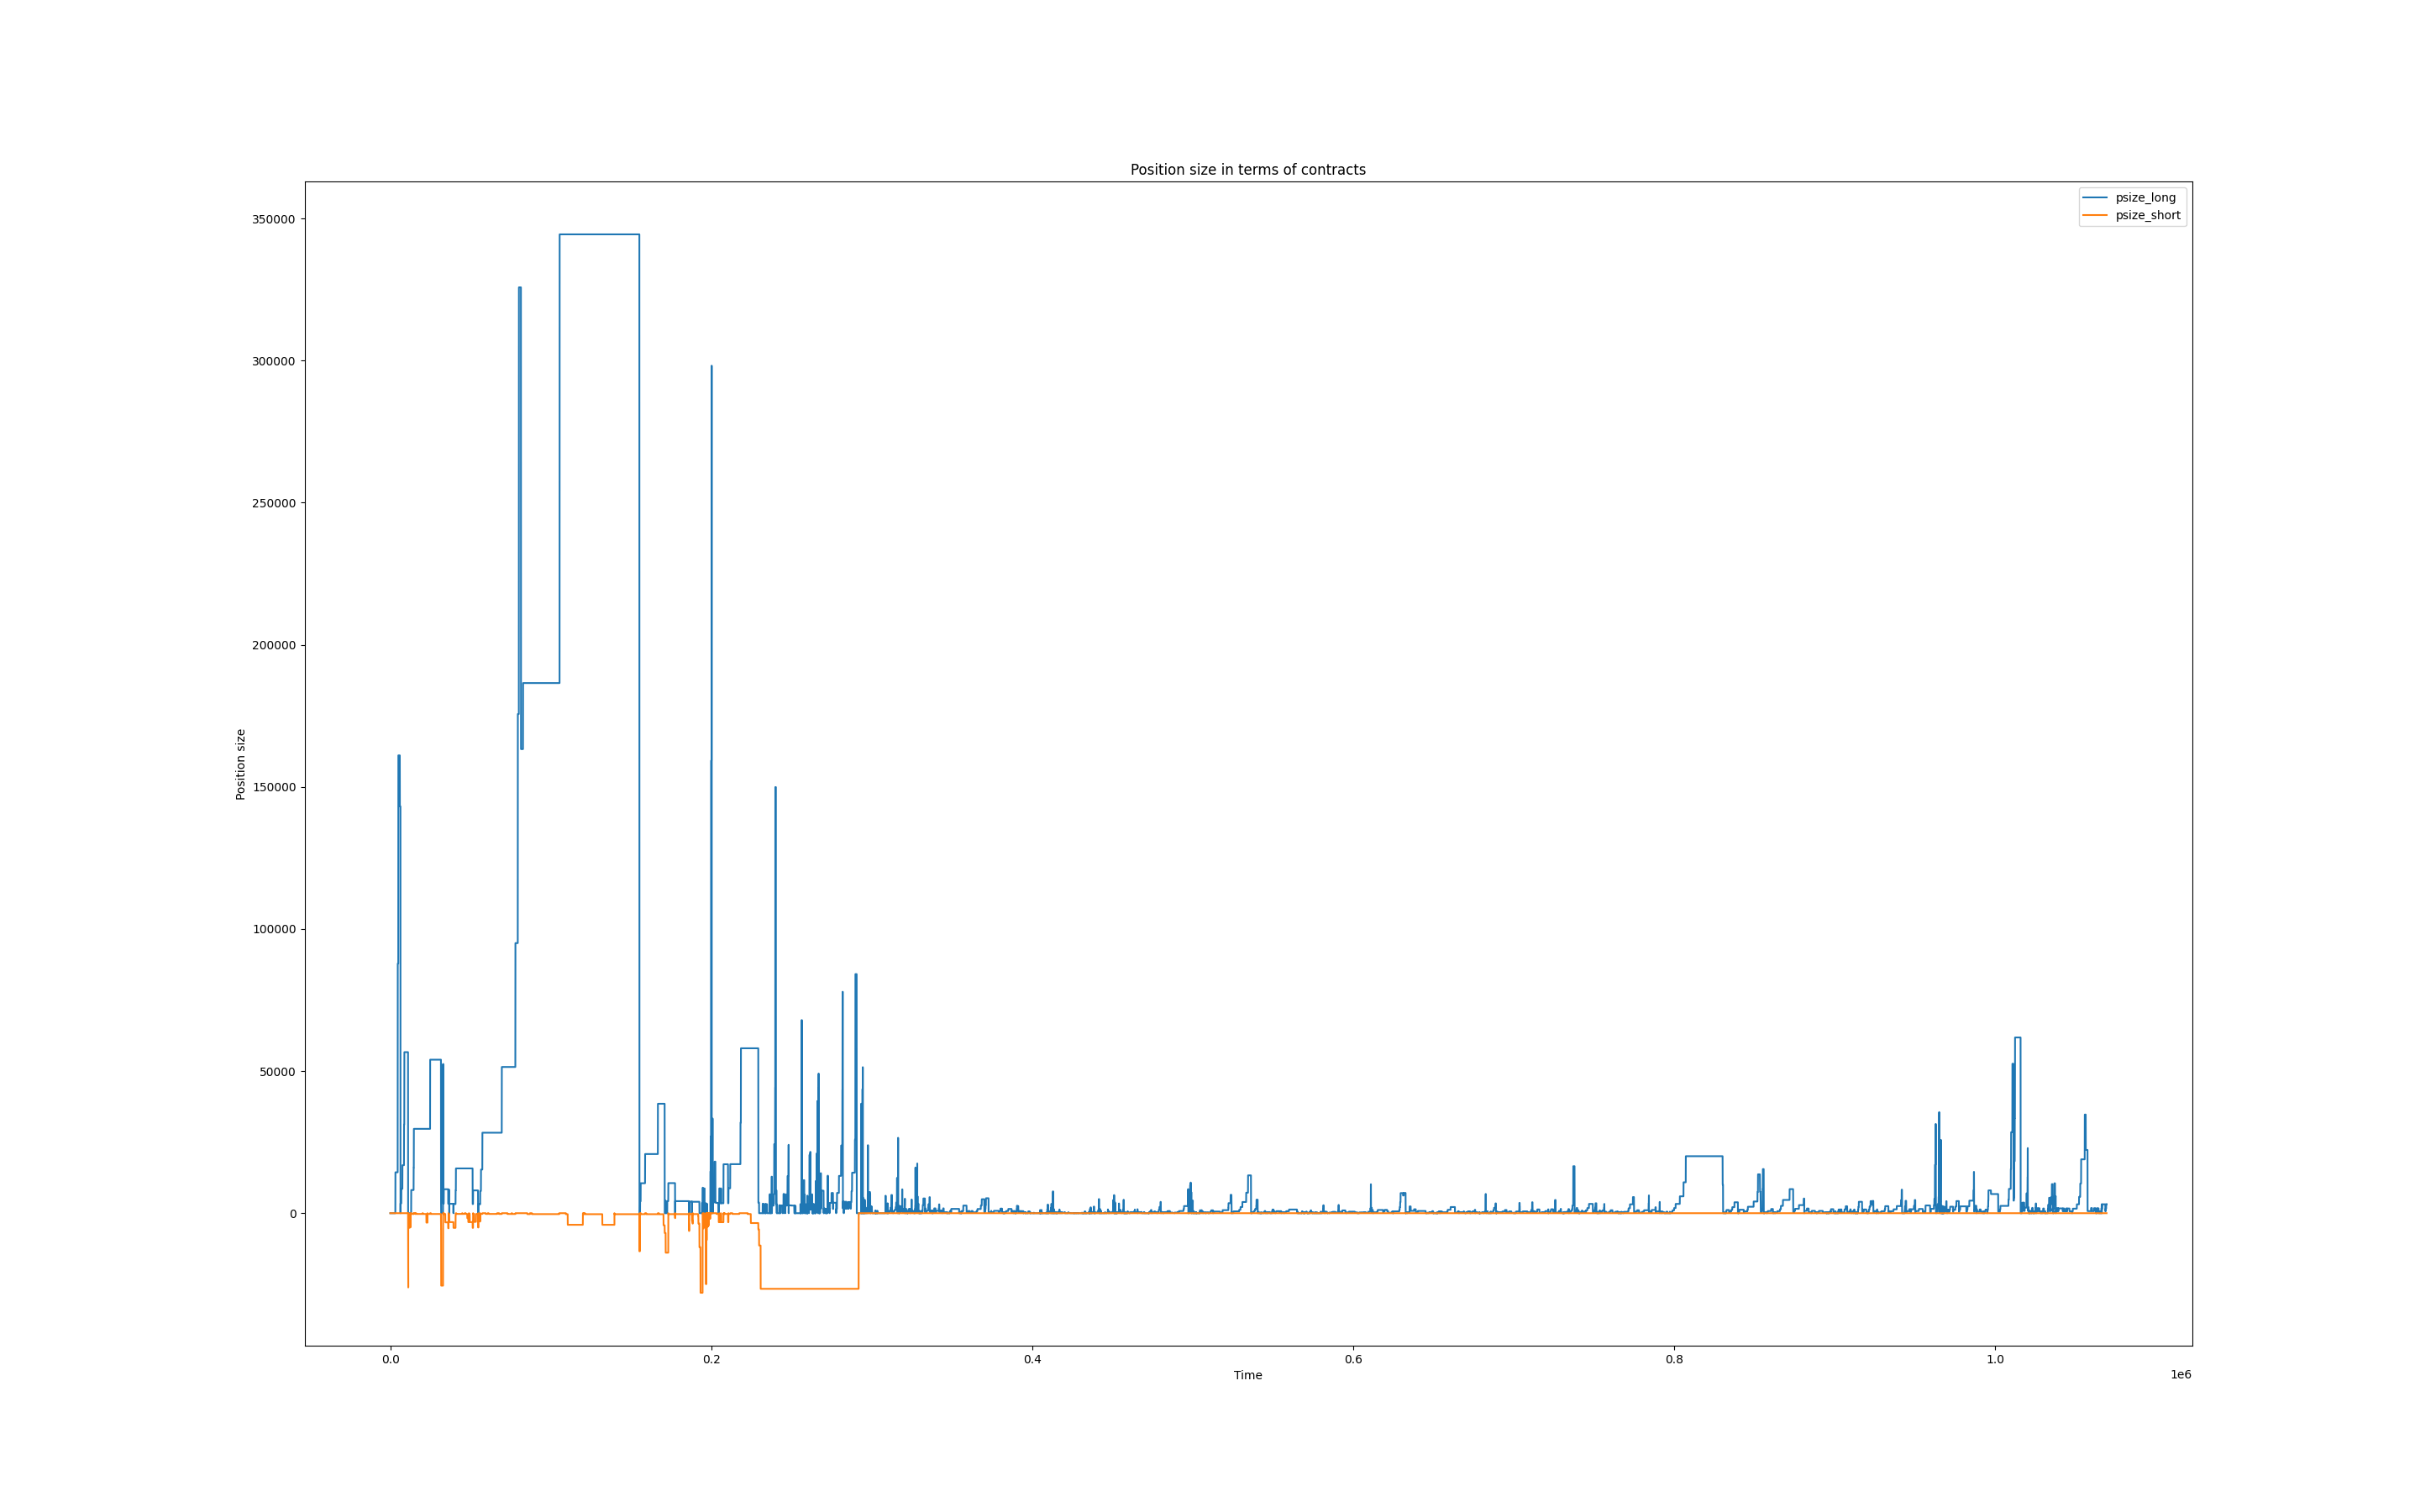 Position size in terms of contracts
psize_long
psize_short
350000
300000
250000
200000
150000
100000
50000
0
Position size
0.0
0.2
0.4
0.6
0.8
1.0
Time
1e6